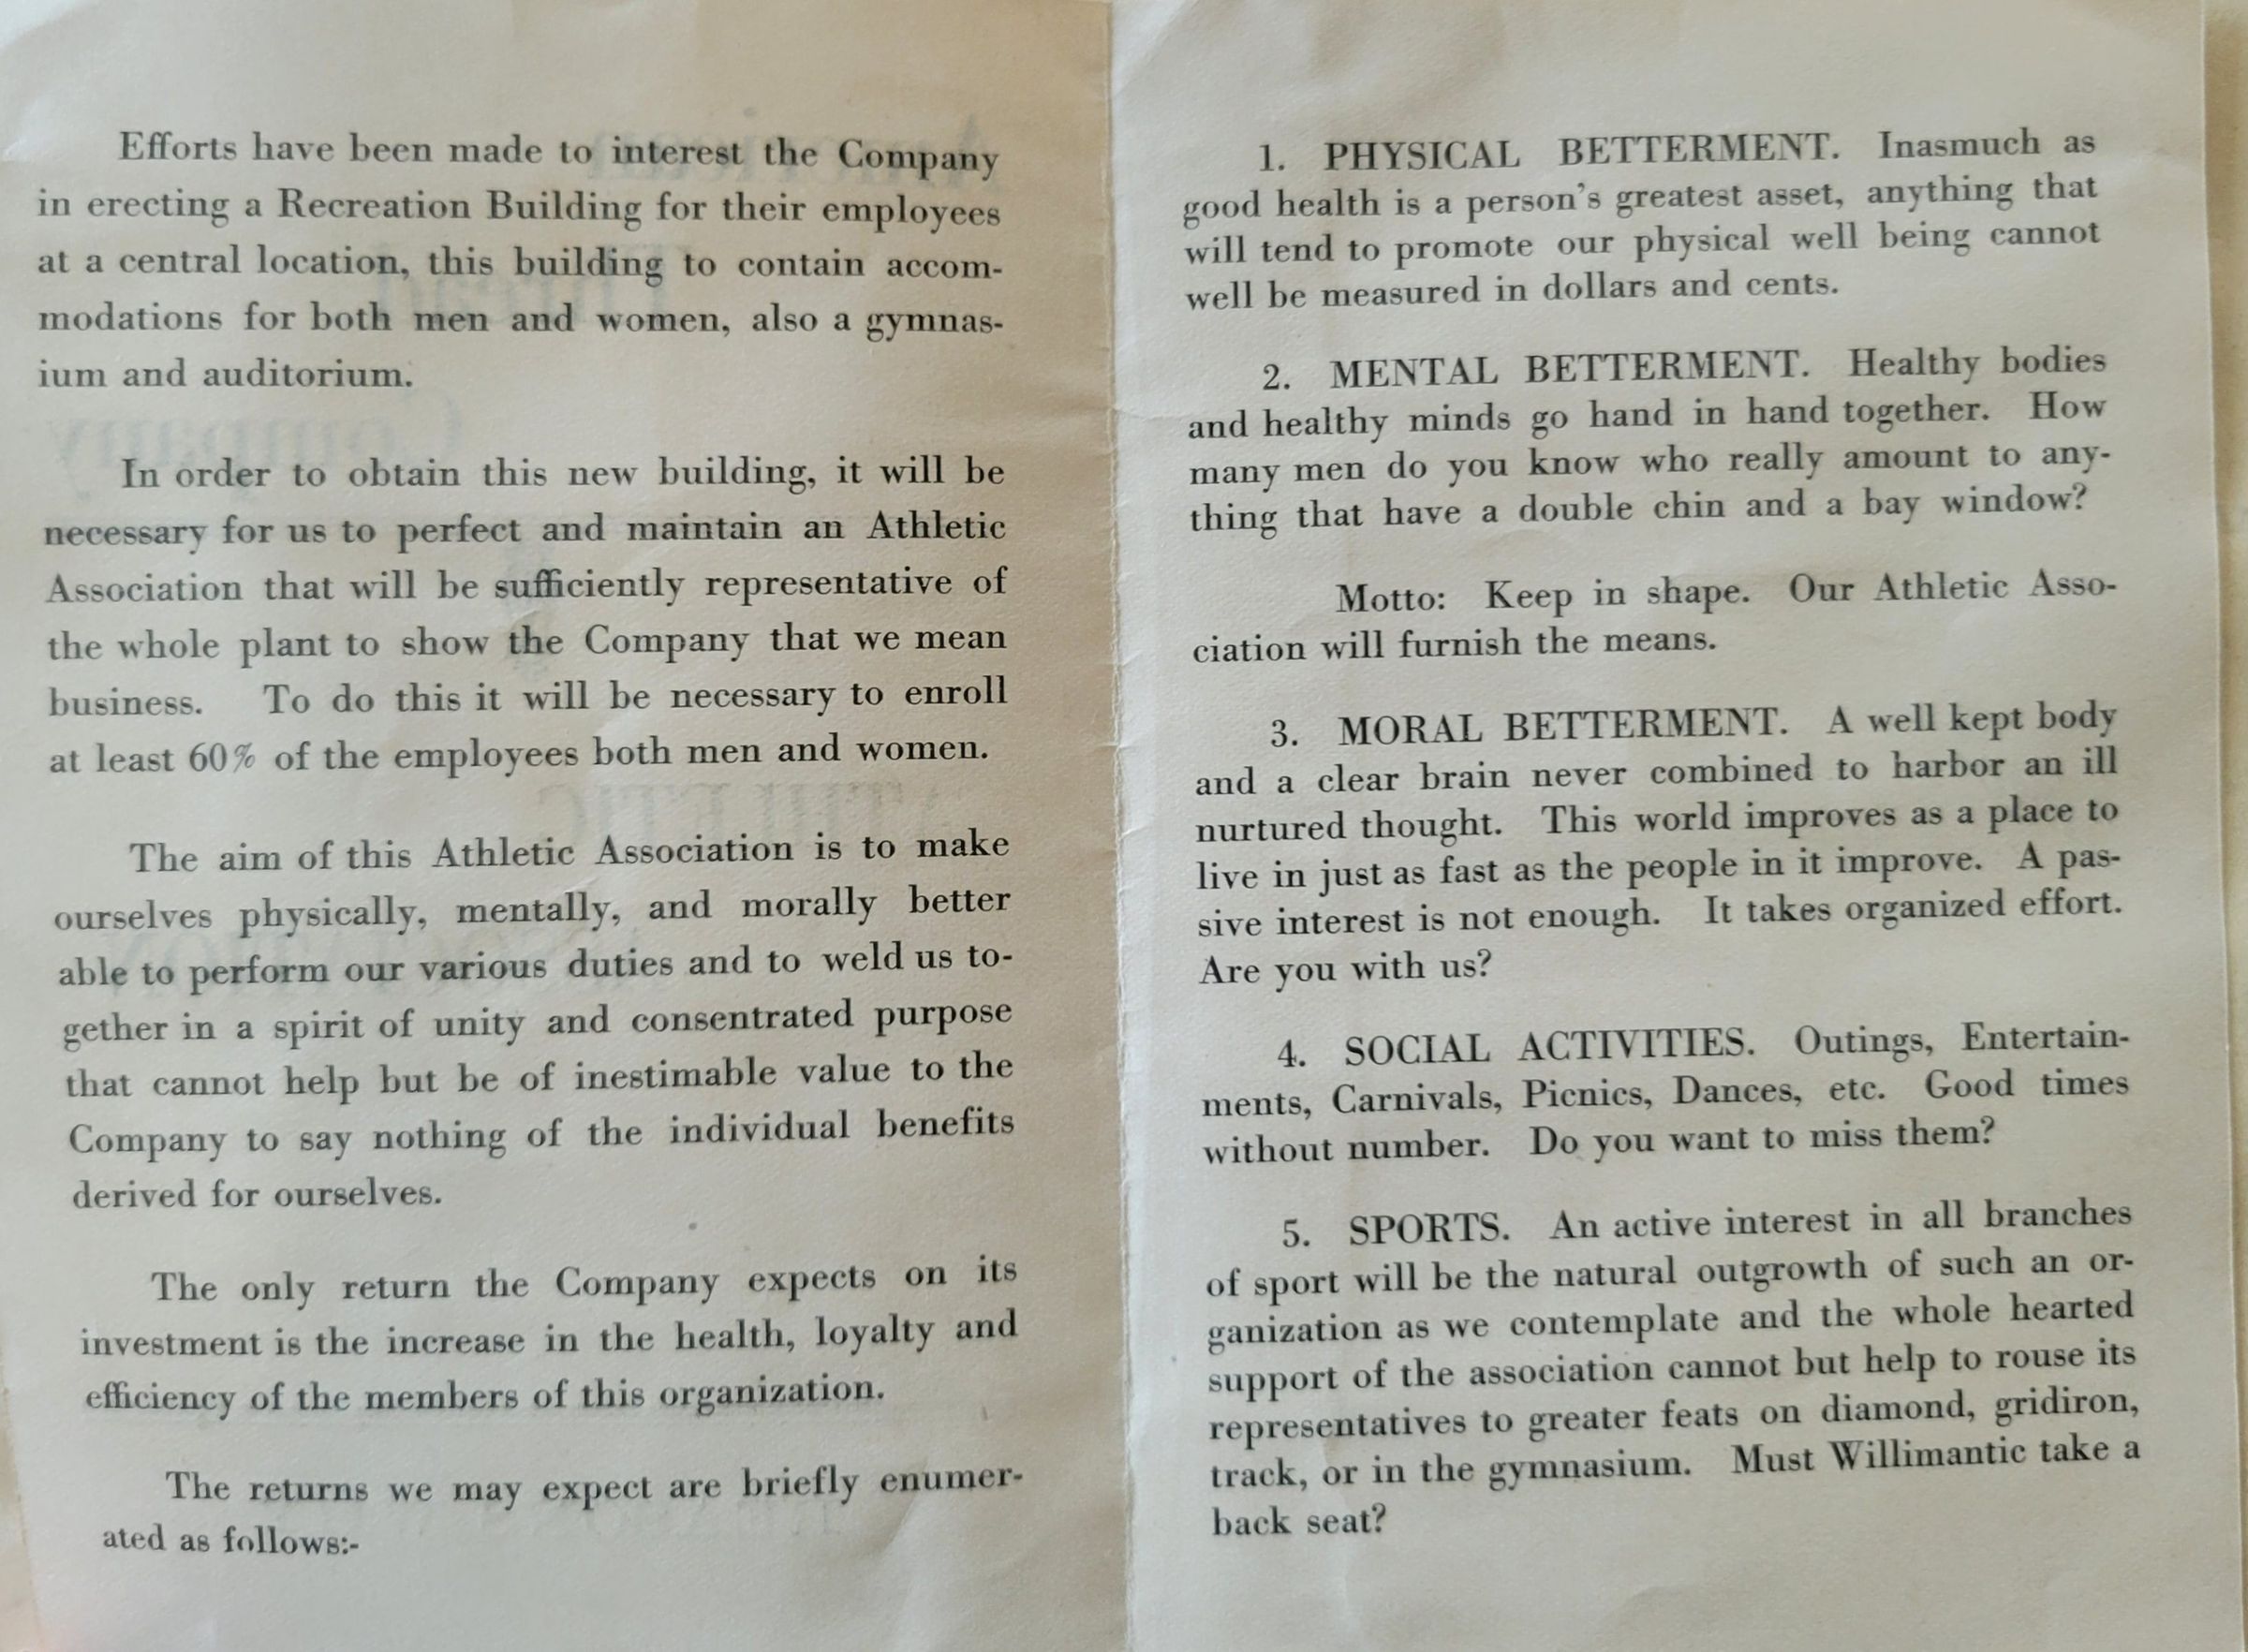 Efforts have been made to interest the Company
in erecting a Recreation Building for their employees
at a central location, this building to contain accom-
modations for both men and women, also a gymnas-
ium and auditorium.
In order to obtain this new building, it will be
necessary for us to perfect and maintain an Athletic
Association that will be sufficiently representative of
the whole plant to show the Company that we mean
business. To do this it will be necessary to enroll
at least 60% of the employees both men and women.
The aim of this Athletic Association is to make
ourselves physically, mentally, and morally better
able to perform our various duties and to weld us to-
gether in a spirit of unity and consentrated purpose
that cannot help but be of inestimable value to the
Company to say nothing of the individual benefits
derived for ourselves.
The only return the Company expects on its
investment is the increase in the health, loyalty and
efficiency of the members of this organization.
The returns we may expect are briefly enumer-
ated as follows:-
1. PHYSICAL BETTERMENT. Inasmuch as
good health is a person's greatest asset, anything that
will tend to promote our physical well being cannot
well be measured in dollars and cents.
2. MENTAL BETTERMENT. Healthy bodies
and healthy minds go hand in hand together. How
many men do you know who really amount to any-
thing that have a double chin and a bay window?
Motto: Keep in shape. Our Athletic Asso-
ciation will furnish the means.
3. MORAL BETTERMENT. A well kept body
and a clear brain never combined to harbor an ill
nurtured thought. This world improves as a place to
live in just as fast as the people in it improve. A pas-
sive interest is not enough. It takes organized effort.
Are you with us?
4. SOCIAL ACTIVITIES. Outings, Entertain-
ments, Carnivals, Picnics, Dances, etc. Good times
without number. Do you want to miss them?
5. SPORTS. An active interest in all branches
of sport will be the natural outgrowth of such an or-
ganization as we contemplate and the whole hearted
support of the association cannot but help to rouse its
representatives to greater feats on diamond, gridiron,
track, or in the gymnasium. Must Willimantic take a
back seat?